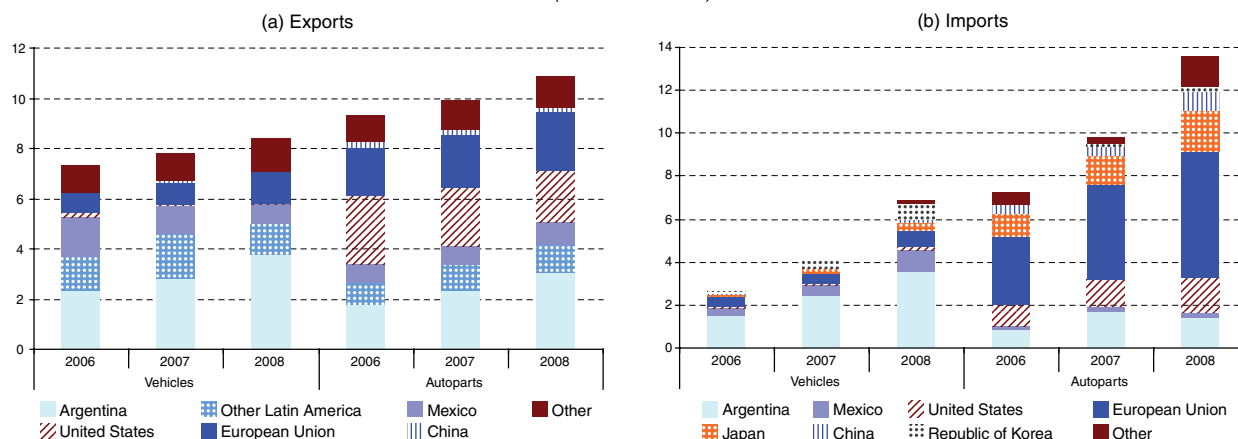 (a) Exports
12
10
8
6
4
2
0
2006 2007 2008 2006 2007 2008
Vehicles Autoparts
Argentina Other Latin America Mexico Other
United States European Union China
(b) Imports
14
12
10
8
6
4
2
0
2006 2007 2008 2006 2007 2008
Vehicles Autoparts
Argentina Mexico United States European Union
Japan China Republic of Korea Other